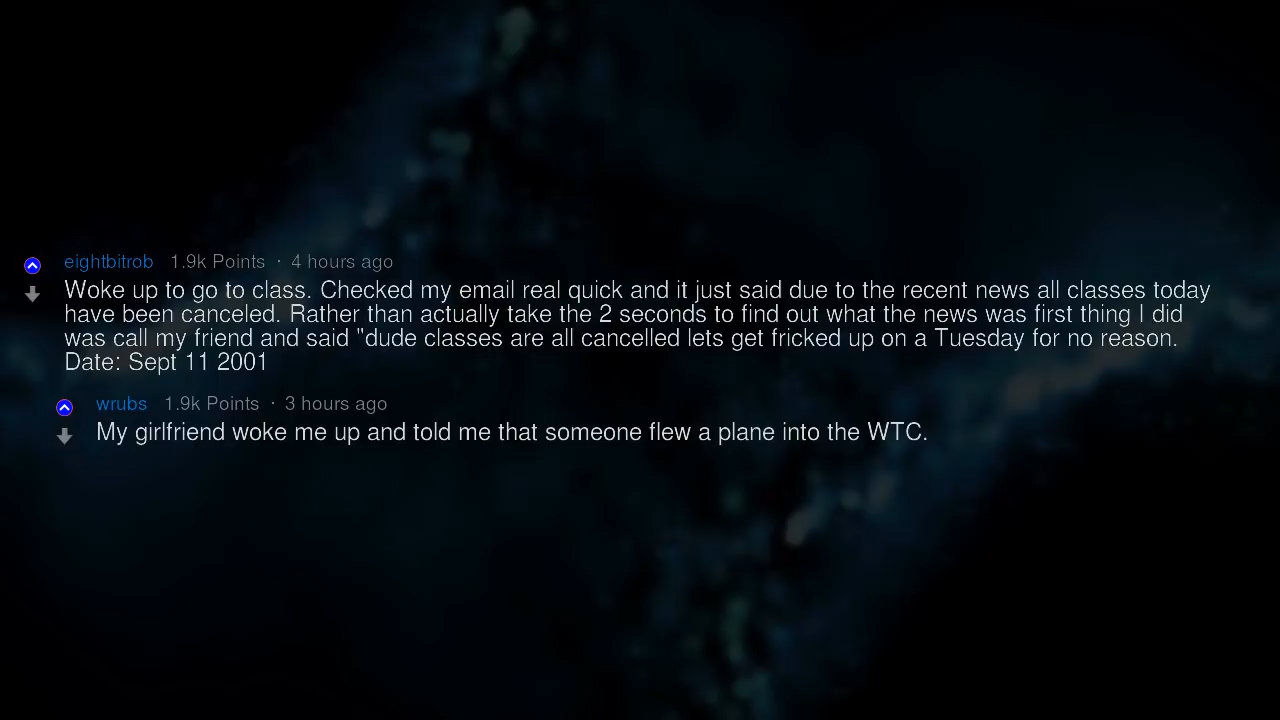 eightbitrob 1.9k Points · 4 hours ago
Woke up to go to class. Checked my email real quick and it just said due to the recent news all classes today
have been canceled. Rather than actually take the 2 seconds to find out what the news was first thing I did
was call my friend and said "dude classes are all cancelled lets get fricked up on a Tuesday for no reason.
Date: Sept 11 2001
wrubs 1.9k Points · 3 hours ago
My girlfriend woke me up and told me that someone flew a plane into the WTC.